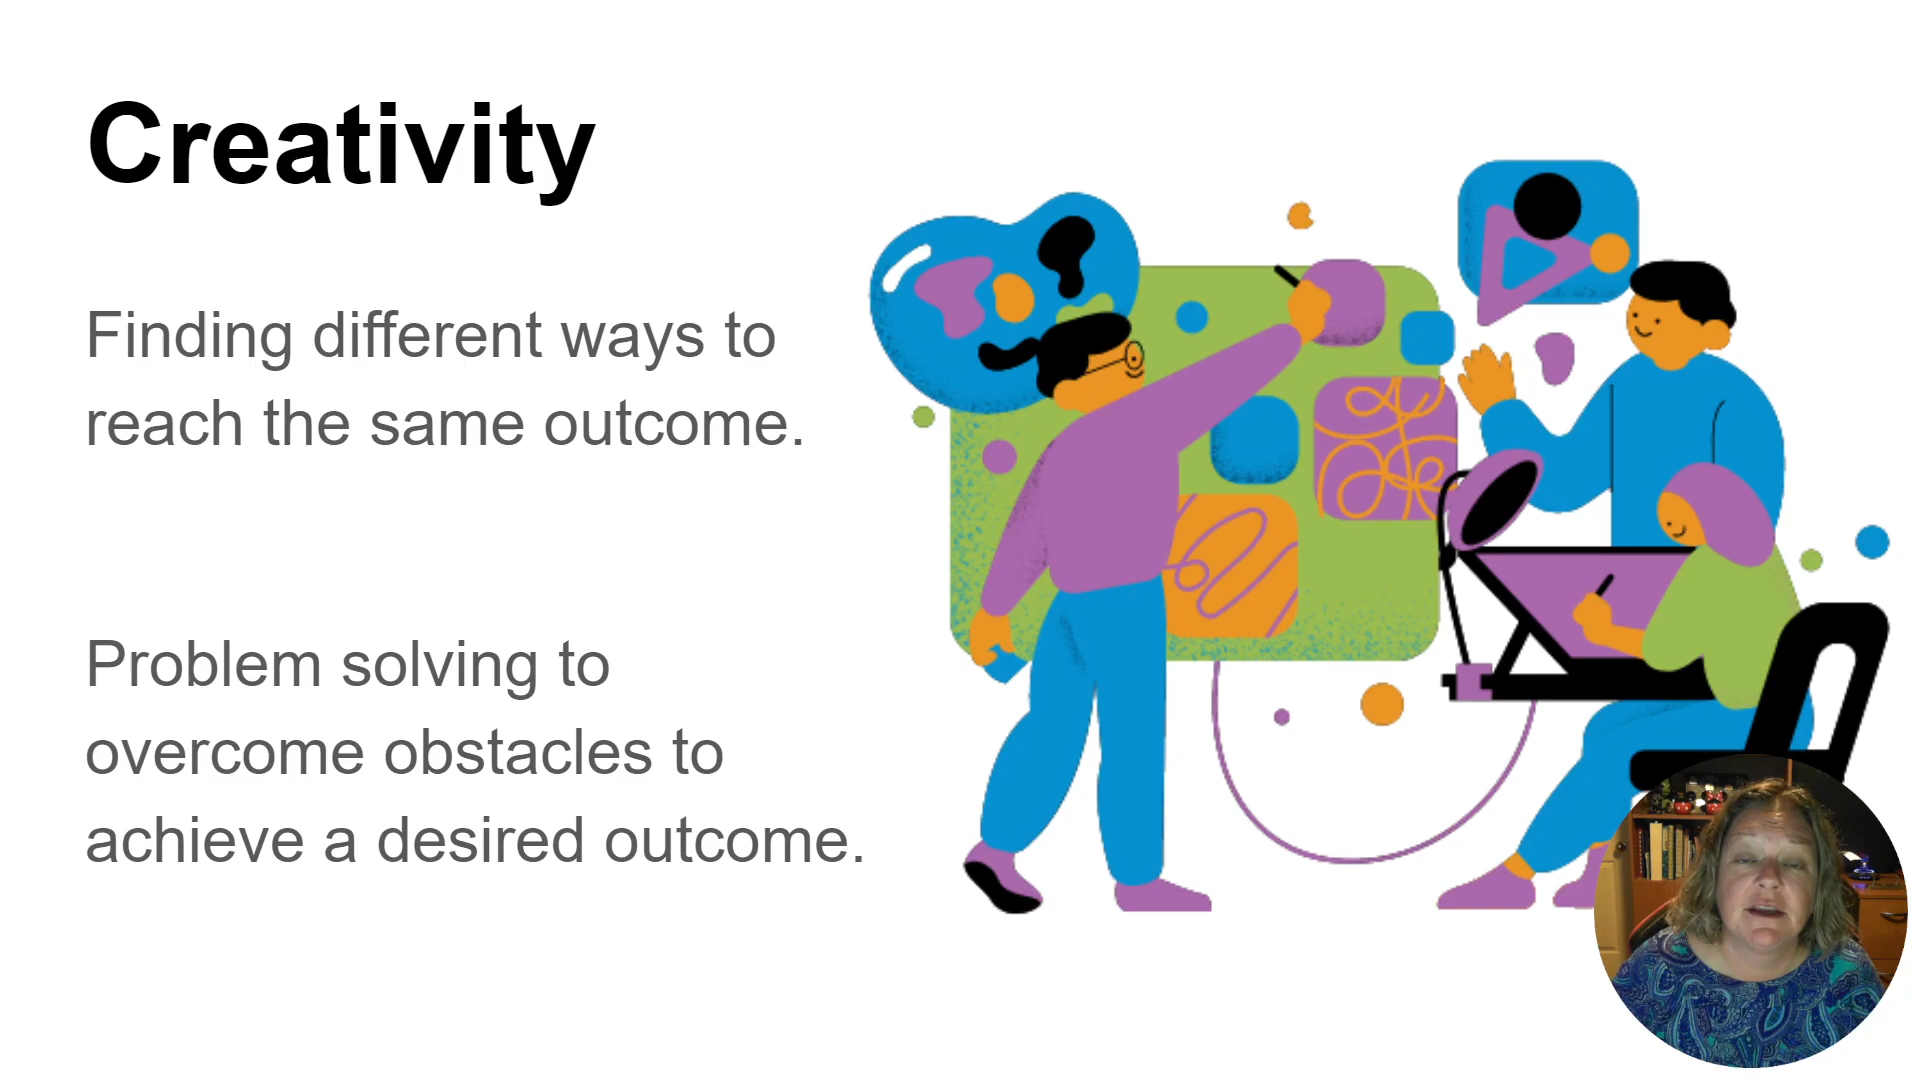 Creativity
Finding different ways to
reach the same outcome.
Problem solving to
overcome obstacles to
achieve a desired outcome.